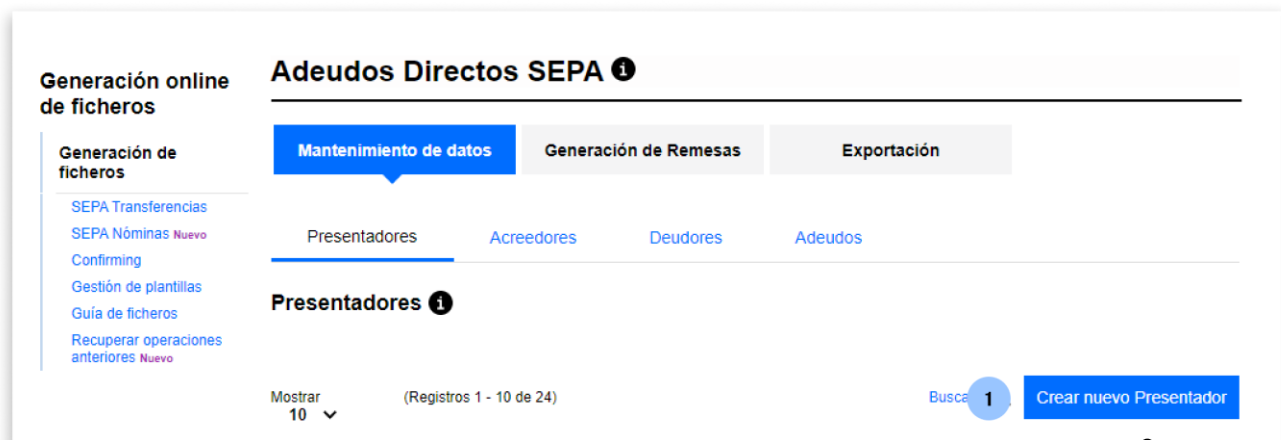 Generación online
de ficheros
Generación de
ficheros
SEPA Transferencias
SEPA Nóminas Nuevo
Confirming
Gestión de plantillas
Guía de ficheros
Recuperar operaciones
anteriores Nuevo
Adeudos Directos SEPA
Mantenimiento de datos
Generación de Remesas
Exportación
Presentadores
Acreedores
Deudores
Adeudos
Presentadores
Mostrar
10
(Registros 1 - 10 de 24)
1
Crear nuevo Presentador